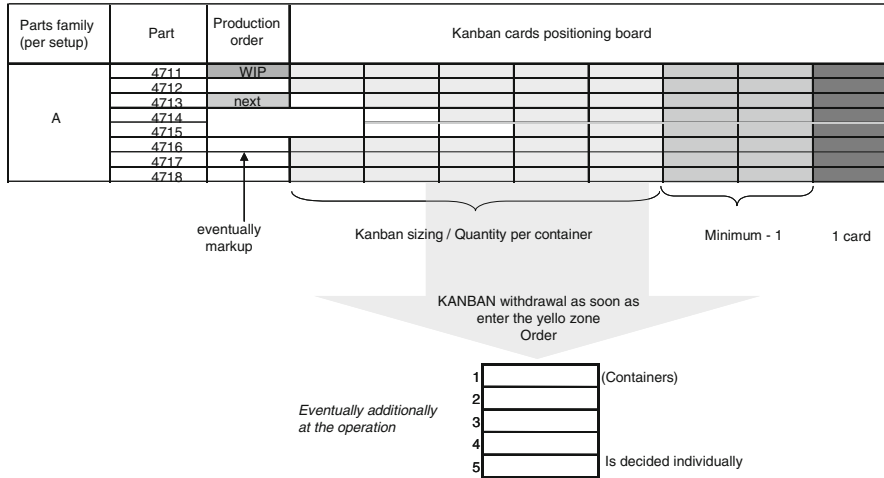 Parts family
(per setup)
Part
Production
order
Kanban cards positioning board
A
4711
WIP
4712
4713
next
4714
4715
4716
4717
4718
eventually
markup
Kanban sizing / Quantity per container
Minimum - 1
1 card
KANBAN withdrawal as soon as
enter the yello zone
Order
1
(Containers)
2
Eventually additionally
at the operation
3
4
5
Is decided individually